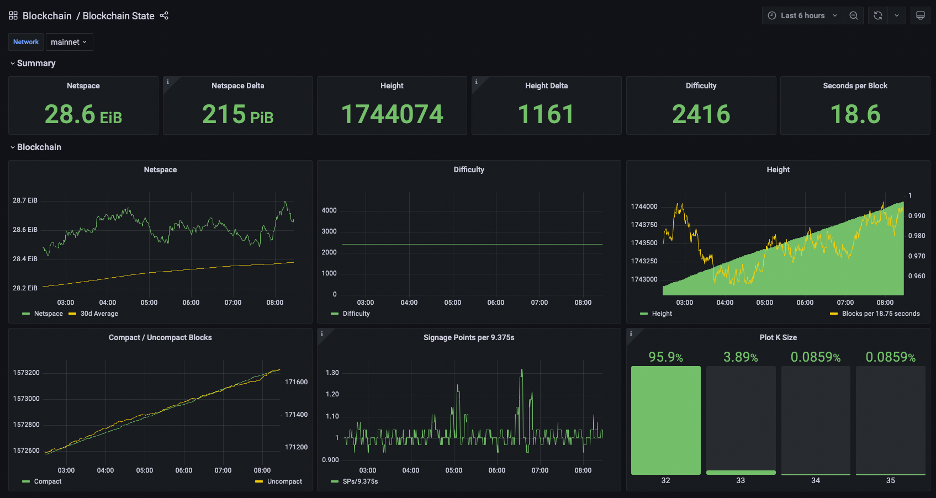 Blockchain / Blockchain State
Last 6 hours
Network mainnet
Summary
Netspace
28.6 EiB
i
Netspace Delta
215 PiB
Height
1744074
i
Height Delta
1161
Difficulty
2416
Seconds per Block
18.6
Blockchain
Netspace
28.7 EiB
28.6 EiB
28.4 EiB
28.2 EiB
03:00 04:00 05:00 06:00 07:00 08:00
Netspace 30d Average
Difficulty
4000
3000
2000
1000
0
03:00 04:00 05:00 06:00 07:00 08:00
Difficulty
Height
1744000
1743750
1743500
1743250
1743000
1
0.990
0.980
0.970
0.960
03:00 04:00 05:00 06:00 07:00 08:00
Height Blocks per 18.75 seconds
Compact / Uncompact Blocks
1573200
1573000
1572800
1572600
171600
171400
171200
03:00 04:00 05:00 06:00 07:00 08:00
Compact Uncompact
i
Signage Points per 9.375s
1.30
1.20
1.10
1
0.900
03:00 04:00 05:00 06:00 07:00 08:00
SPs/9.375s
i
Plot K Size
95.9% 3.89% 0.0859% 0.0859%
32 33 34 35